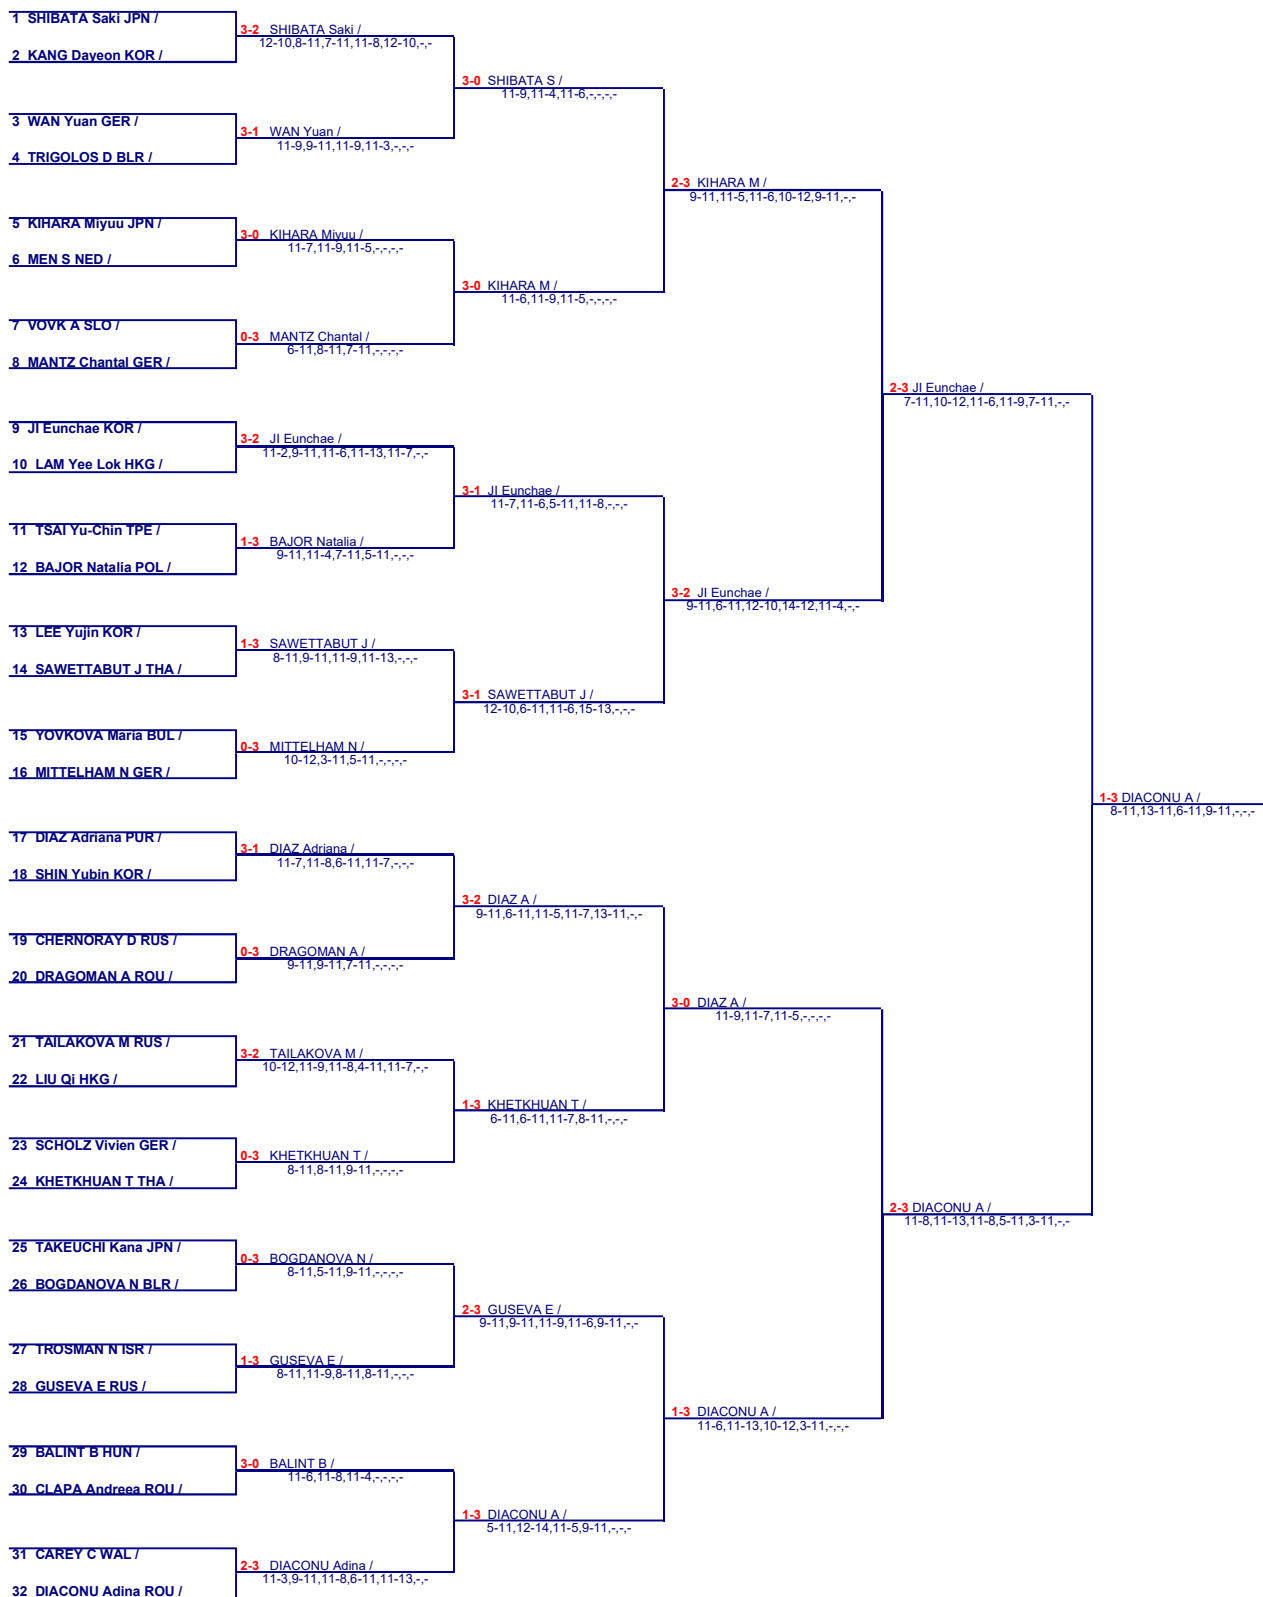 1 SHIBATA Saki JPN /
3-2 SHIBATA Saki /
12-10,8-11,7-11,11-8,12-10,-,-
2 KANG Dayeon KOR /
3-0 SHIBATA S /
11-9,11-4,11-6,-,-,-,-
3 WAN Yuan GER /
3-1 WAN Yuan /
11-9,9-11,11-9,11-3,-,-,-
4 TRIGOLOS D BLR /
2-3 KIHARA M /
9-11,11-5,11-6,10-12,9-11,-,-
5 KIHARA Miyuu JPN /
3-0 KIHARA Miyuu /
11-7,11-9,11-5,-,-,-,-
6 MEN S NED /
3-0 KIHARA M /
11-6,11-9,11-5,-,-,-,-
7 VOVK A SLO /
0-3 MANTZ Chantal /
6-11,8-11,7-11,-,-,-,-
8 MANTZ Chantal GER /
2-3 JI Eunchae /
7-11,10-12,11-6,11-9,7-11,-,-
9 JI Eunchae KOR /
3-2 JI Eunchae /
11-2,9-11,11-6,11-13,11-7,-,-
10 LAM Yee Lok HKG /
3-1 JI Eunchae /
11-7,11-6,5-11,11-8,-,-,-
11 TSAI Yu-Chin TPE /
1-3 BAJOR Natalia /
9-11,11-4,7-11,5-11,-,-,-
12 BAJOR Natalia POL /
3-2 JI Eunchae /
9-11,6-11,12-10,14-12,11-4,-,-
13 LEE Yujin KOR /
1-3 SAWETTABUT J /
8-11,9-11,11-9,11-13,-,-,-
14 SAWETTABUT J THA /
3-1 SAWETTABUT J /
12-10,6-11,11-6,15-13,-,-,-
15 YOVKOVA Maria BUL /
0-3 MITTELHAM N /
10-12,3-11,5-11,-,-,-,-
16 MITTELHAM N GER /
1-3 DIACONU A /
8-11,13-11,6-11,9-11,-,-,-
17 DIAZ Adriana PUR /
3-1 DIAZ Adriana /
11-7,11-8,6-11,11-7,-,-,-
18 SHIN Yubin KOR /
3-2 DIAZ A /
9-11,6-11,11-5,11-7,13-11,-,-
19 CHERNORAY D RUS /
0-3 DRAGOMAN A /
9-11,9-11,7-11,-,-,-,-
20 DRAGOMAN A ROU /
3-0 DIAZ A /
11-9,11-7,11-5,-,-,-,-
21 TAILAKOVA M RUS /
3-2 TAILAKOVA M /
10-12,11-9,11-8,4-11,11-7,-,-
22 LIU Qi HKG /
1-3 KHETKHUAN T /
6-11,6-11,11-7,8-11,-,-,-
23 SCHOLZ Vivien GER /
0-3 KHETKHUAN T /
8-11,8-11,9-11,-,-,-,-
24 KHETKHUAN T THA /
2-3 DIACONU A /
11-8,11-13,11-8,5-11,3-11,-,-
25 TAKEUCHI Kana JPN /
0-3 BOGDANOVA N /
8-11,5-11,9-11,-,-,-,-
26 BOGDANOVA N BLR /
2-3 GUSEVA E /
9-11,9-11,11-9,11-6,9-11,-,-
27 TROSMAN N ISR /
1-3 GUSEVA E /
8-11,11-9,8-11,8-11,-,-,-
28 GUSEVA E RUS /
1-3 DIACONU A /
11-6,11-13,10-12,3-11,-,-,-
29 BALINT B HUN /
3-0 BALINT B /
11-6,11-8,11-4,-,-,-,-
30 CLAPA Andreea ROU /
1-3 DIACONU A /
5-11,12-14,11-5,9-11,-,-,-
31 CAREY C WAL /
2-3 DIACONU Adina /
11-3,9-11,11-8,6-11,11-13,-,-
32 DIACONU Adina ROU /